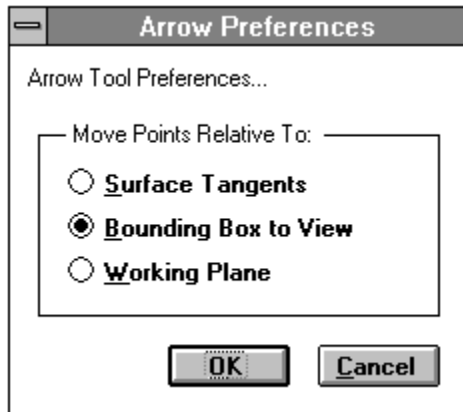 Arrow Preferences
Arrow Tool Preferences...
Move Points Relative To:
Surface Tangents
Bounding Box to View
Working Plane
OK
Cancel